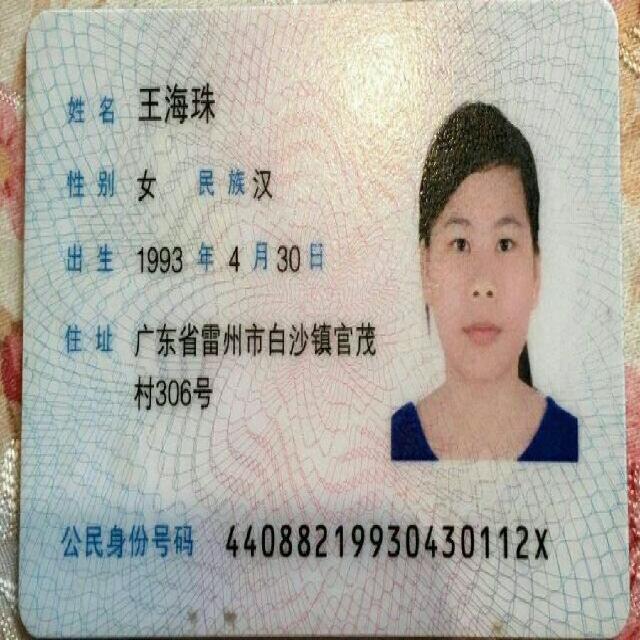 姓名 王海珠
性别 女 民族 汉
出生 1993 年 4 月 30 日
住址 广东省雷州市白沙镇官茂
村306号
公民身份号码 44088219930430112X